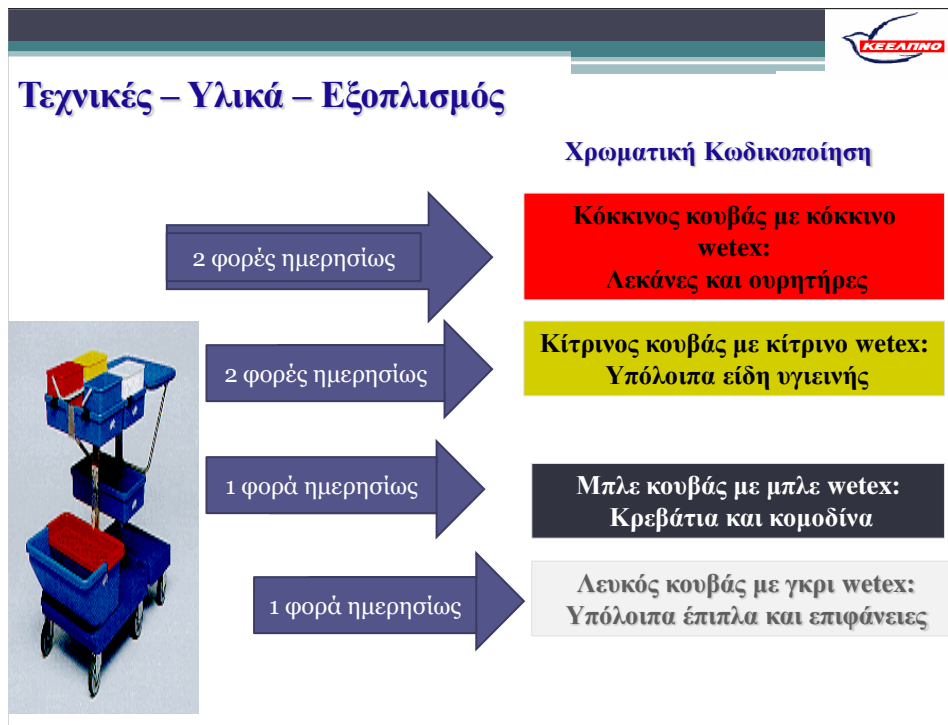 ΚΕΕΛΠΝΟ
Τεχνικές – Υλικά – Εξοπλισμός
Χρωματική Κωδικοποίηση
2 φορές ημερησίως
Κόκκινος κουβάς με κόκκινο
wetex:
Λεκάνες και ουρητήρες
2 φορές ημερησίως
Κίτρινος κουβάς με κίτρινο wetex:
Υπόλοιπα είδη υγιεινής
1 φορά ημερησίως
Μπλε κουβάς με μπλε wetex:
Κρεβάτια και κομοδίνα
1 φορά ημερησίως
Λευκός κουβάς με γκρι wetex:
Υπόλοιπα έπιπλα και επιφάνειες